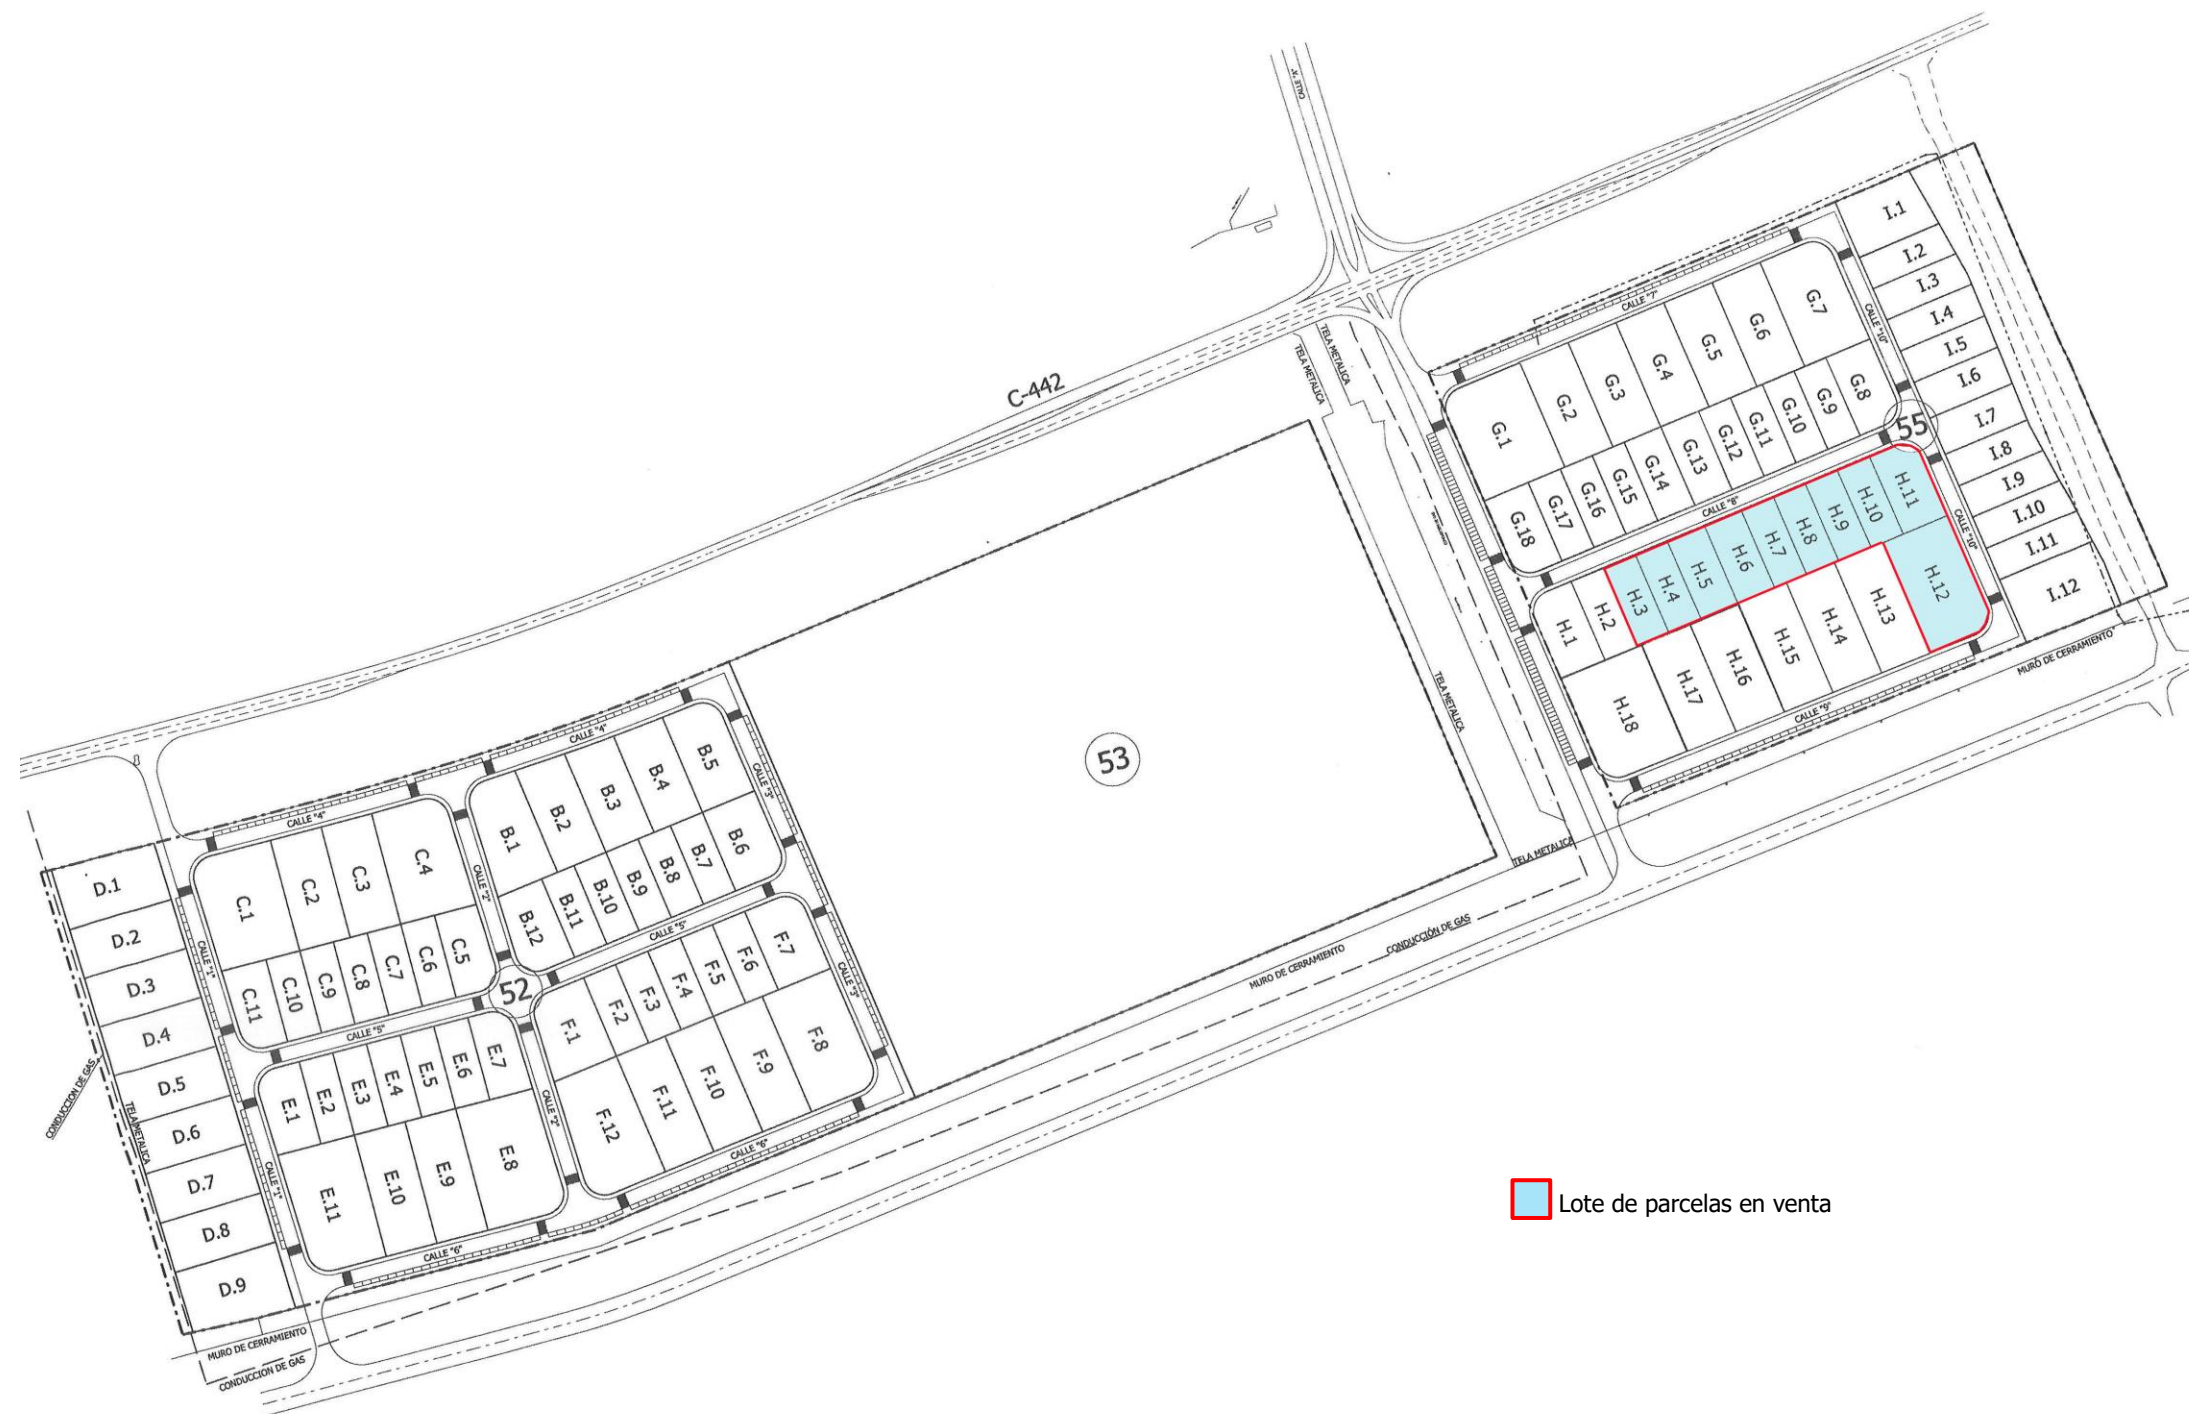 CALLE "A"
C-442
TELA METALICA
TELA METALICA
TELA METALICA
TELA METALICA
CALLE "7"
CALLE "10"
G.1
G.2
G.3
G.4
G.5
G.6
G.7
G.8
G.9
G.10
G.11
G.12
G.13
G.14
G.15
G.16
G.17
G.18
I.1
I.2
I.3
I.4
I.5
I.6
I.7
I.8
I.9
I.10
I.11
I.12
55
CALLE "8"
CALLE "10"
H.1
H.2
H.3
H.4
H.5
H.6
H.7
H.8
H.9
H.10
H.11
H.12
H.13
H.14
H.15
H.16
H.17
H.18
CALLE "9"
MURO DE CERRAMIENTO
53
CALLE "4"
CALLE "3"
B.1
B.2
B.3
B.4
B.5
B.6
B.7
B.8
B.9
B.10
B.11
B.12
CALLE "4"
CALLE "2"
CALLE "1"
C.1
C.2
C.3
C.4
C.5
C.6
C.7
C.8
C.9
C.10
C.11
D.1
D.2
D.3
D.4
D.5
D.6
D.7
D.8
D.9
52
CALLE "5"
CALLE "5"
CALLE "3"
F.1
F.2
F.3
F.4
F.5
F.6
F.7
F.8
F.9
F.10
F.11
F.12
E.1
E.2
E.3
E.4
E.5
E.6
E.7
E.8
E.9
E.10
E.11
CALLE "2"
CALLE "1"
CALLE "6"
CALLE "6"
CONDUCCION DE GAS
TELA METALICA
MURO DE CERRAMIENTO
CONDUCCIÓN DE GAS
MURO DE CERRAMIENTO
CONDUCCION DE GAS
Lote de parcelas en venta